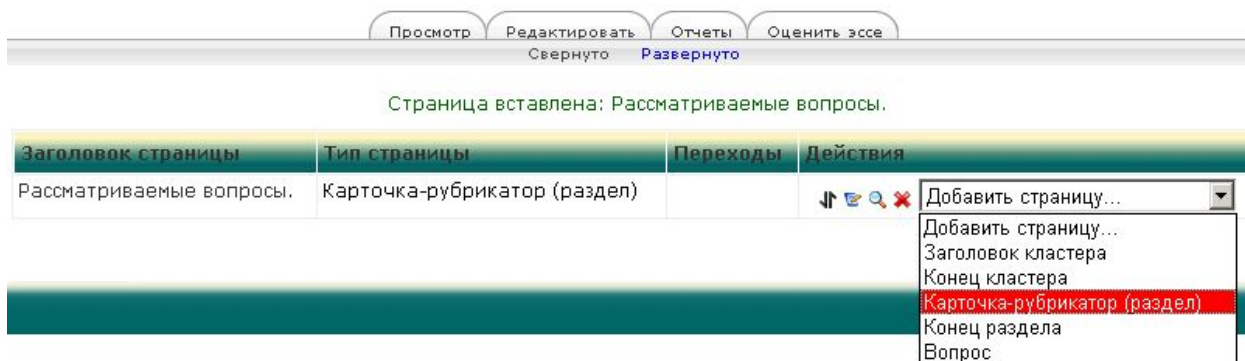 Просмотр Редактировать Отчеты Оценить эссе
Свернуто Развернуто
Страница вставлена: Рассматриваемые вопросы.
Заголовок страницы Тип страницы Переходы Действия
Рассматриваемые вопросы. Карточка-рубрикатор (раздел) Добавить страницу...
Добавить страницу...
Заголовок кластера
Конец кластера
Карточка-рубрикатор (раздел)
Конец раздела
Вопрос